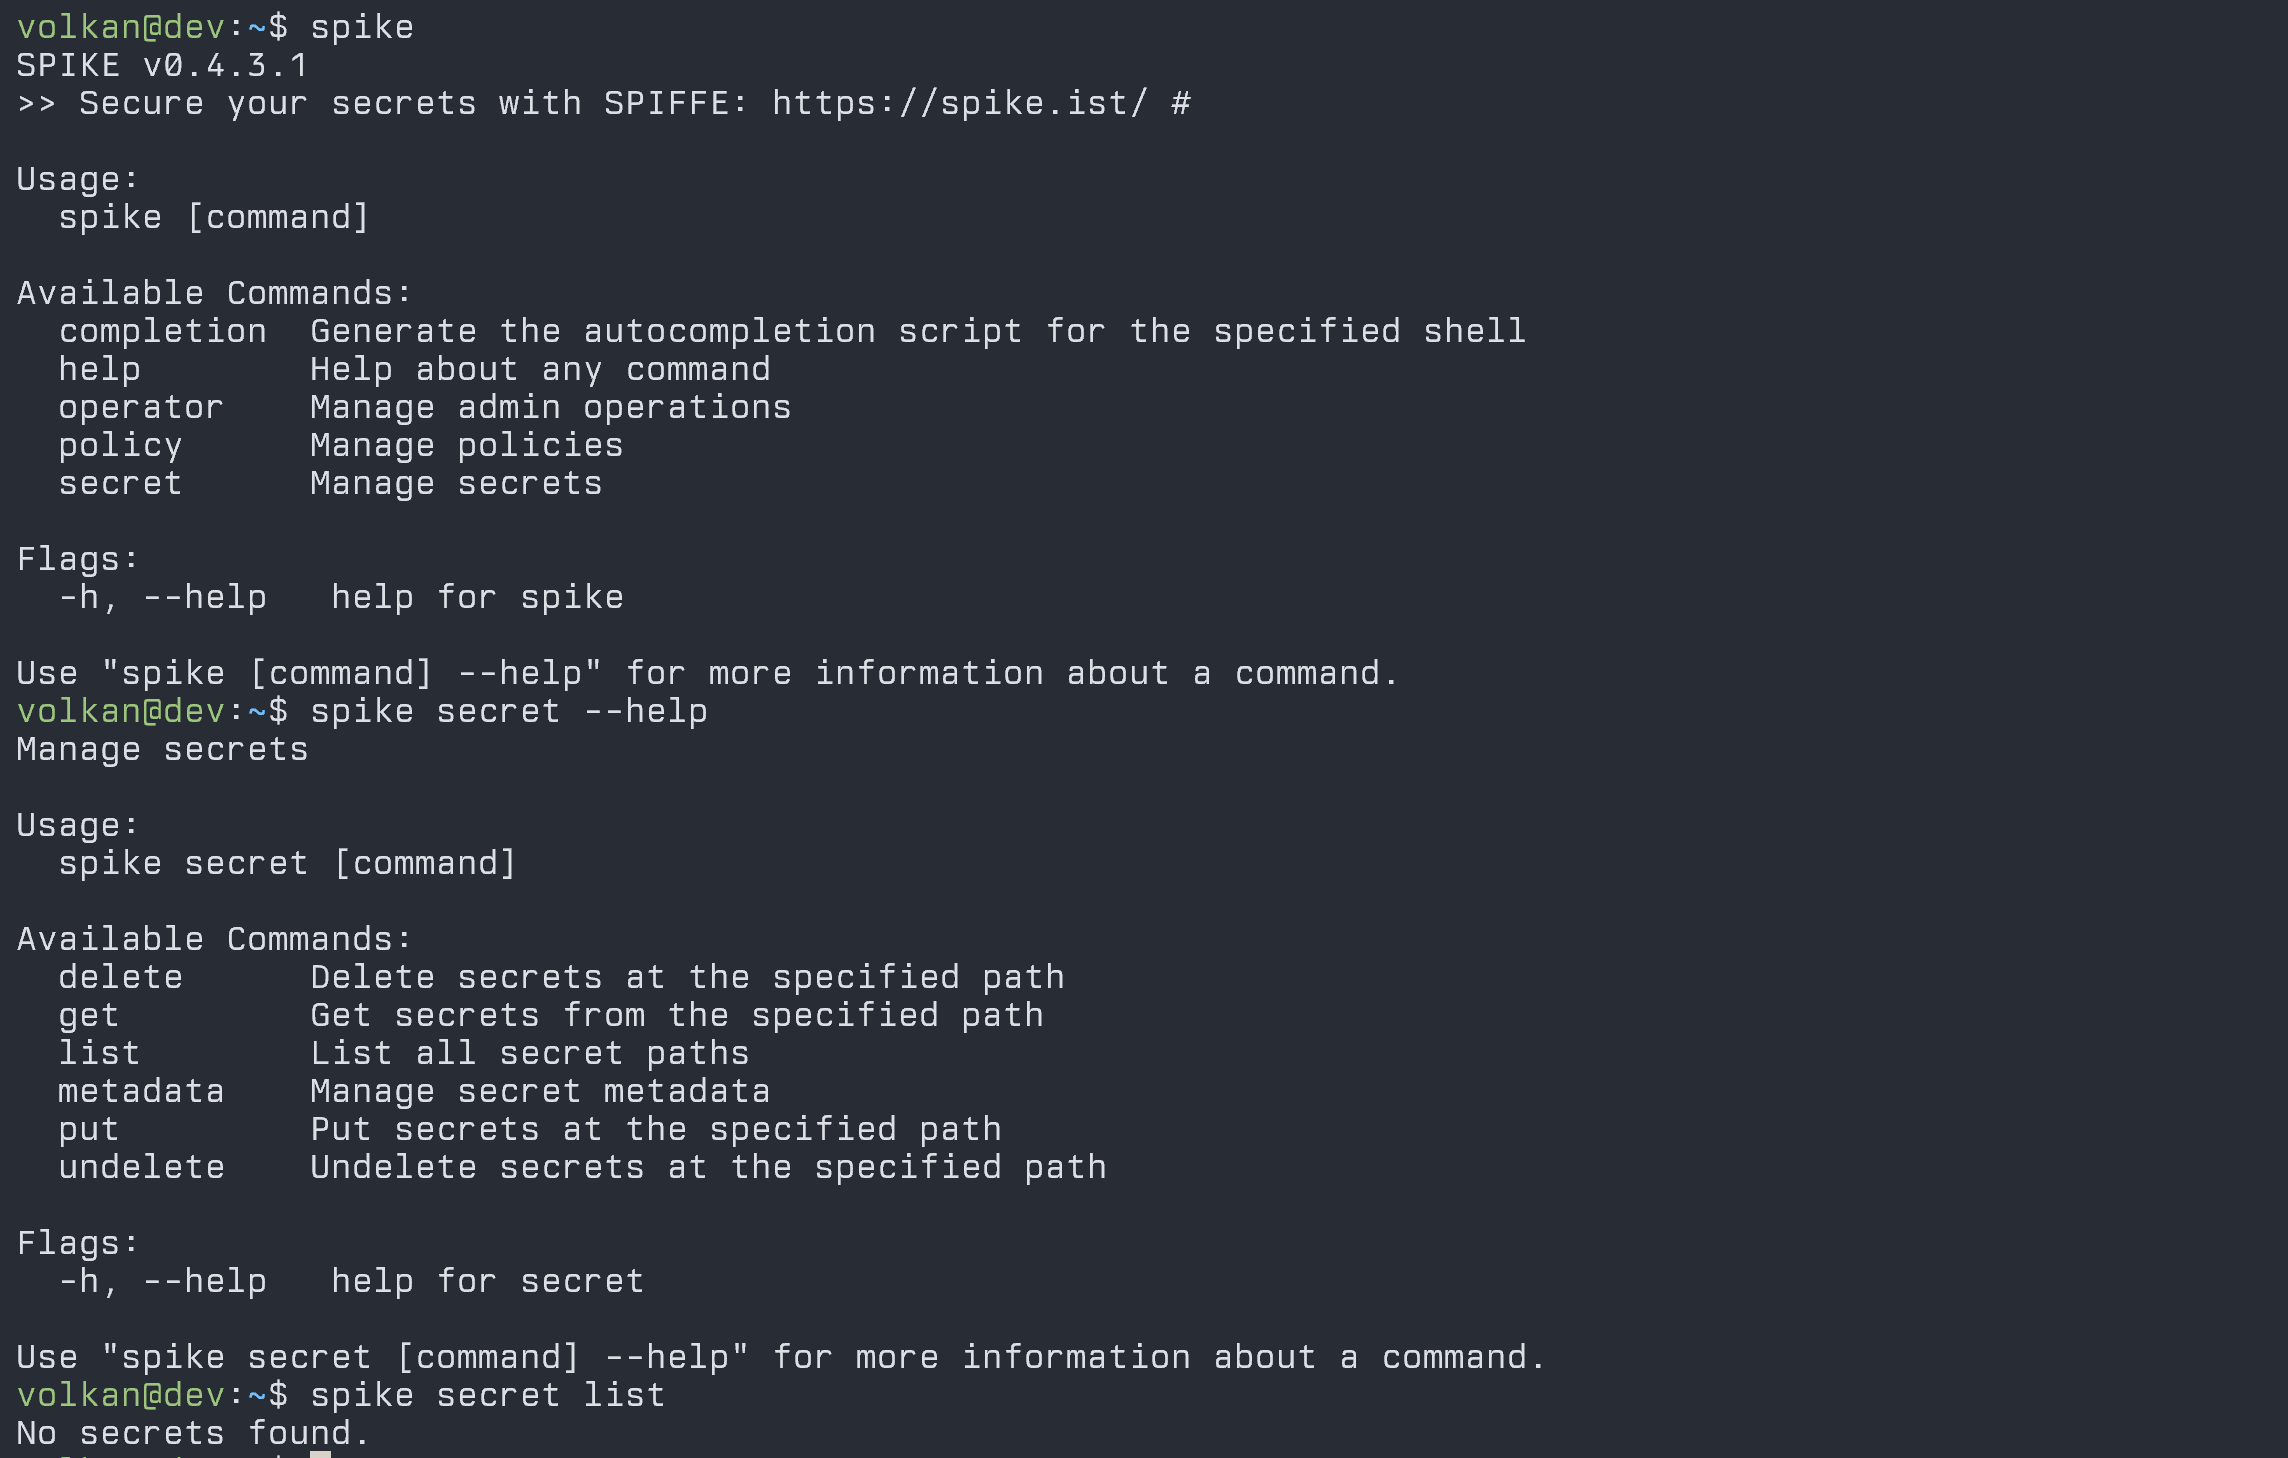 volkan@dev:~$ spike
SPIKE v0.4.3.1
>> Secure your secrets with SPIFFE: https://spike.ist/ #
Usage:
  spike [command]
Available Commands:
  completion  Generate the autocompletion script for the specified shell
  help        Help about any command
  operator    Manage admin operations
  policy      Manage policies
  secret      Manage secrets
Flags:
  -h, --help   help for spike
Use "spike [command] --help" for more information about a command.
volkan@dev:~$ spike secret --help
Manage secrets
Usage:
  spike secret [command]
Available Commands:
  delete      Delete secrets at the specified path
  get         Get secrets from the specified path
  list        List all secret paths
  metadata    Manage secret metadata
  put         Put secrets at the specified path
  undelete    Undelete secrets at the specified path
Flags:
  -h, --help   help for secret
Use "spike secret [command] --help" for more information about a command.
volkan@dev:~$ spike secret list
No secrets found.